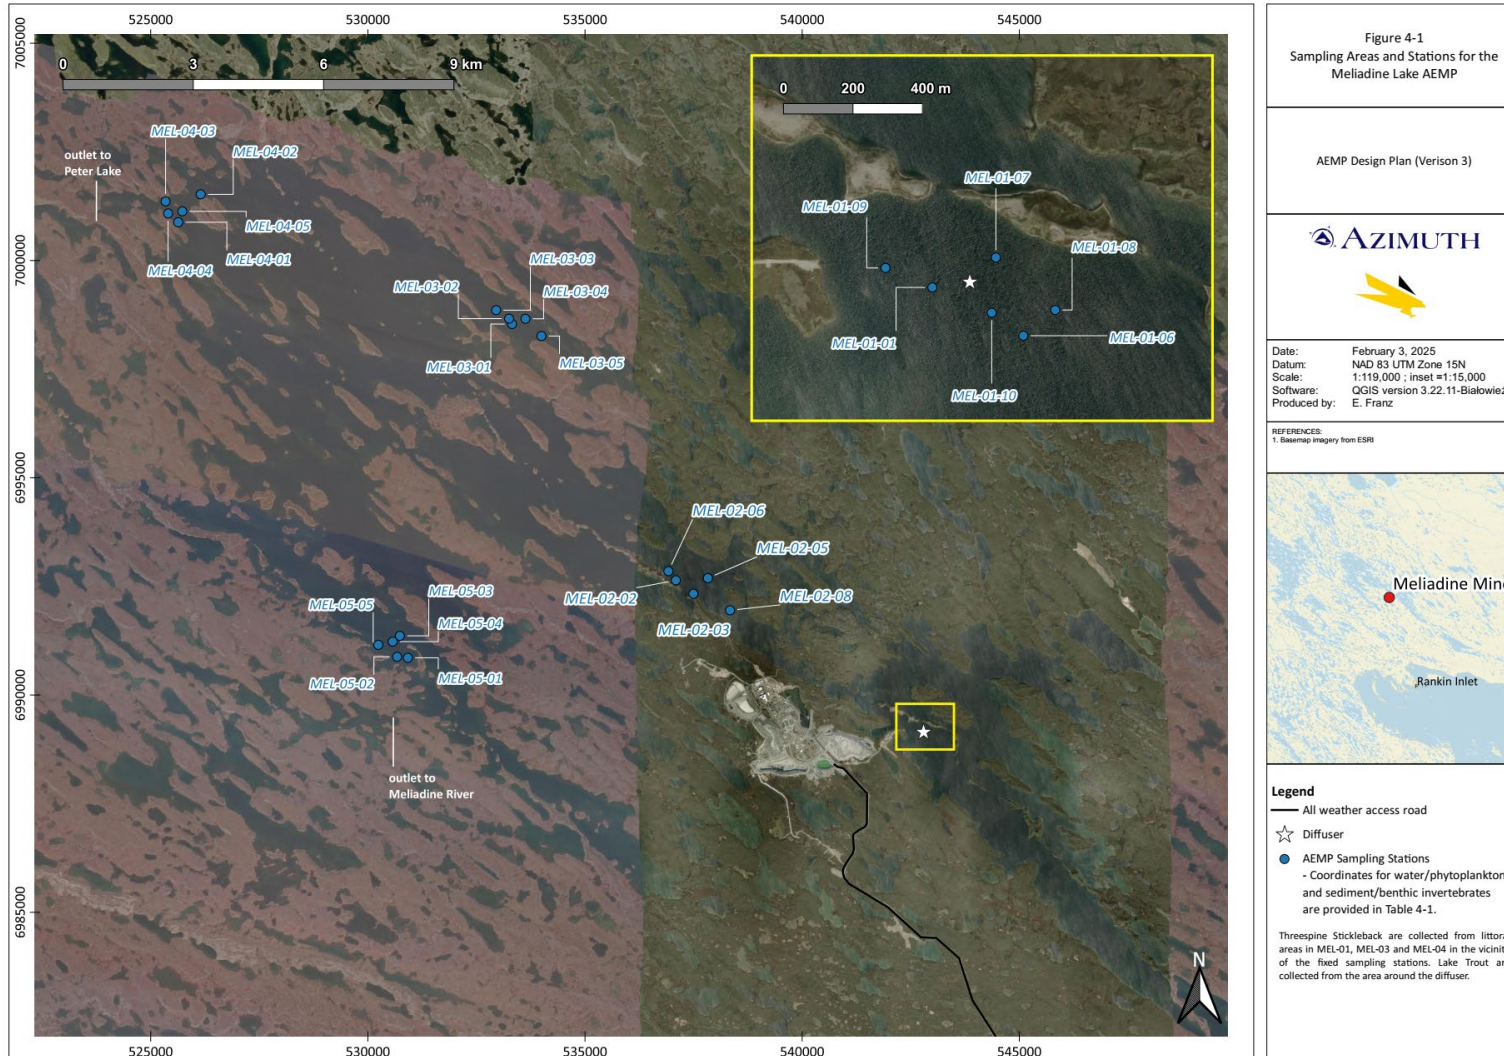 525000
530000
535000
540000
545000
7005000
7000000
6995000
6990000
6985000
0
3
6
9 km
outlet to
Peter Lake
MEL-04-03
MEL-04-02
MEL-04-05
MEL-04-01
MEL-04-04
MEL-03-03
MEL-03-02
MEL-03-04
MEL-03-01
MEL-03-05
0
200
400 m
MEL-01-07
MEL-01-09
MEL-01-08
MEL-01-01
MEL-01-06
MEL-01-10
MEL-02-06
MEL-02-05
MEL-02-02
MEL-02-08
MEL-02-03
MEL-05-03
MEL-05-05
MEL-05-04
MEL-05-02
MEL-05-01
outlet to
Meliadine River
N
525000
530000
535000
540000
545000
Figure 4-1
Sampling Areas and Stations for the
Meliadine Lake AEMP
AEMP Design Plan (Verison 3)
AZIMUTH
Date: February 3, 2025
Datum: NAD 83 UTM Zone 15N
Scale: 1:119,000 ; inset =1:15,000
Software: QGIS version 3.22.11-Białowież
Produced by: E. Franz
REFERENCES:
1. Basemap imagery from ESRI
Meliadine Min
Rankin Inlet
Legend
All weather access road
Diffuser
AEMP Sampling Stations
- Coordinates for water/phytoplankton
and sediment/benthic invertebrates
are provided in Table 4-1.
Threespine Stickleback are collected from littora
areas in MEL-01, MEL-03 and MEL-04 in the vicinit
of the fixed sampling stations. Lake Trout ar
collected from the area around the diffuser.